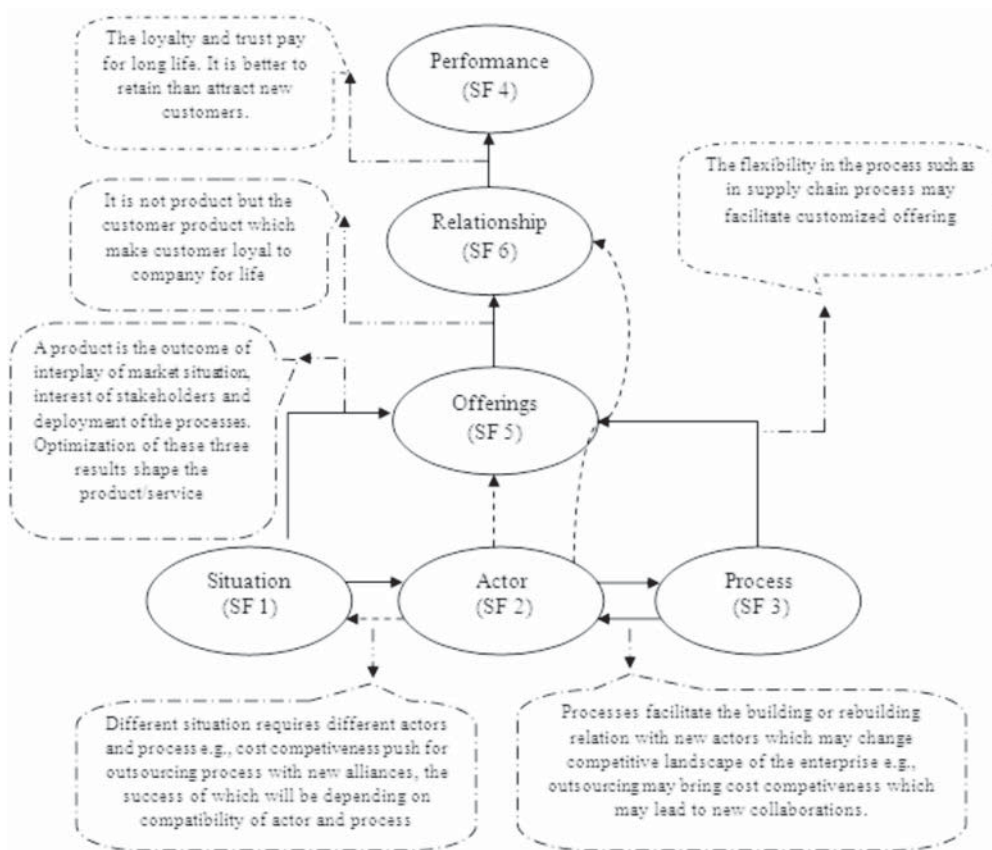 The loyalty and trust pay
for long life. It is better to
retain than attract new
customers.
Performance
(SF 4)
The flexibility in the process such as
in supply chain process may
facilitate customized offering
It is not product but the
customer product which
make customer loyal to
company for life
Relationship
(SF 6)
A product is the outcome of
interplay of market situation,
interest of stakeholders and
deployment of the processes.
Optimization of these three
results shape the
product/service
Offerings
(SF 5)
Situation
(SF 1)
Actor
(SF 2)
Process
(SF 3)
Different situation requires different actors
and process e.g., cost competiveness push for
outsourcing process with new alliances, the
success of which will be depending on
compatibility of actor and process
Processes facilitate the building or rebuilding
relation with new actors which may change
competitive landscape of the enterprise e.g.,
outsourcing may bring cost competiveness which
may lead to new collaborations.